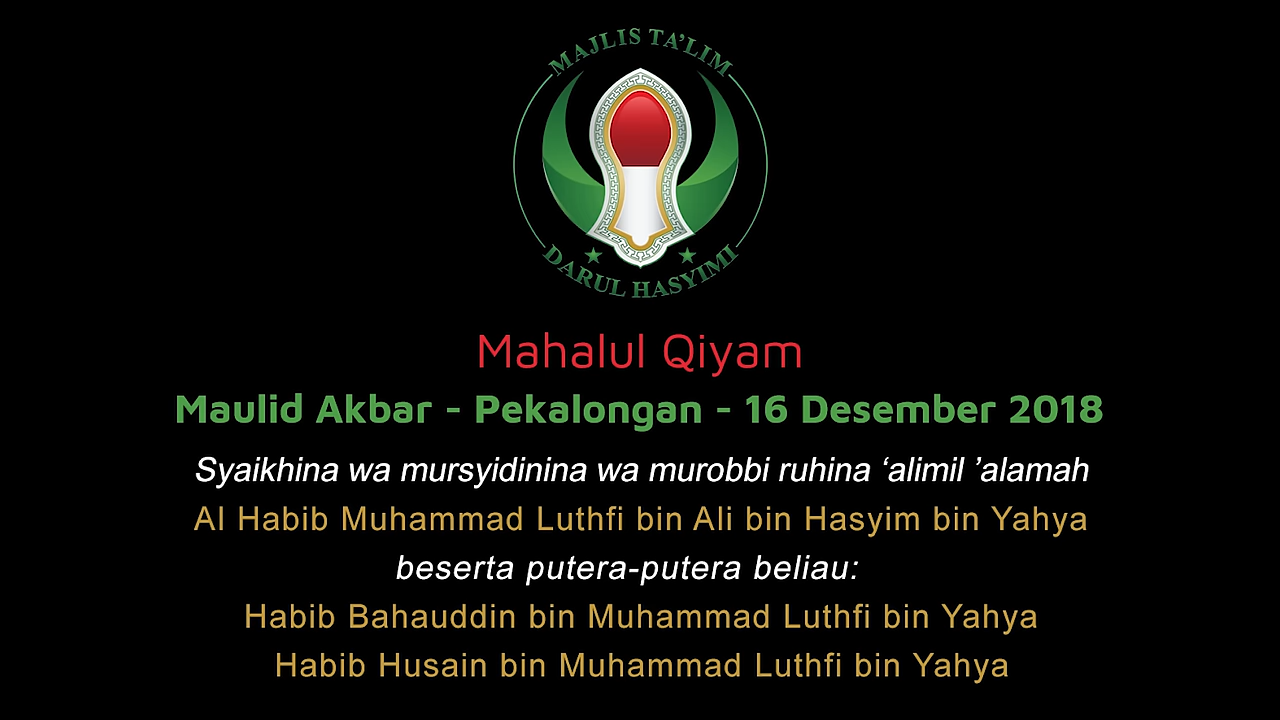 MAJLIS TA'LIM
DARUL HASYIMI
Mahalul Qiyam
Maulid Akbar - Pekalongan - 16 Desember 2018
Syaikhina wa mursyidinina wa murobbi ruhina ‘alimil ’alamah
Al Habib Muhammad Luthfi bin Ali bin Hasyim bin Yahya
beserta putera-putera beliau:
Habib Bahauddin bin Muhammad Luthfi bin Yahya
Habib Husain bin Muhammad Luthfi bin Yahya